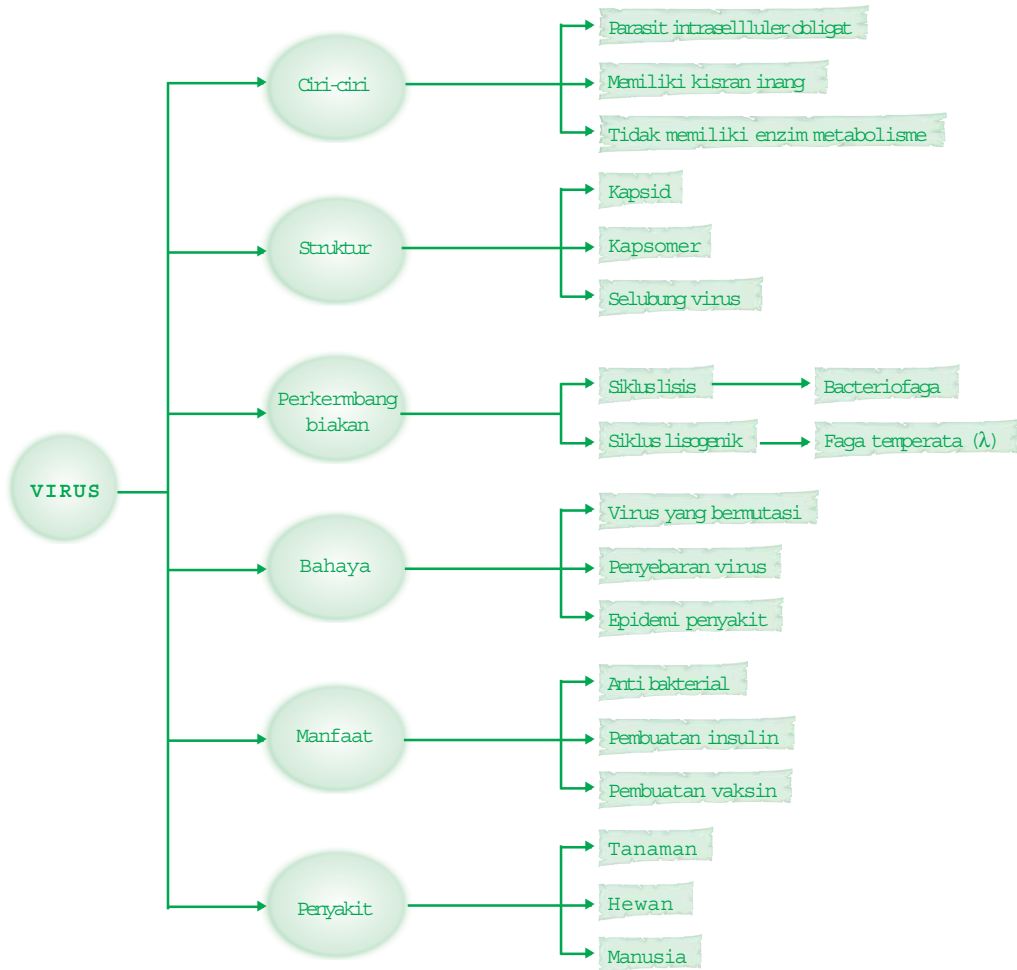 VIRUS
Ciri-ciri
Parasit intrasellluler obligat
Memiliki kisran inang
Tidak memiliki enzim metabolisme
Struktur
Kapsid
Kapsomer
Selubung virus
Perkermbang
biakan
Siklus lisis
Bacteriofaga
Siklus lisogenik
Faga temperata (λ)
Bahaya
Virus yang bermutasi
Penyebaran virus
Epidemi penyakit
Manfaat
Anti bakterial
Pembuatan insulin
Pembuatan vaksin
Penyakit
Tanaman
Hewan
Manusia